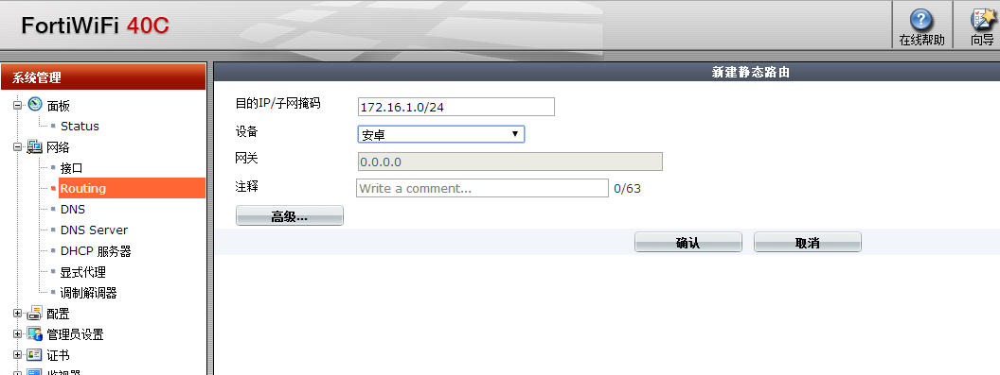 FortiWiFi 40C
在线帮助
向导
系统管理
面板
Status
网络
接口
Routing
DNS
DNS Server
DHCP 服务器
显式代理
调制解调器
配置
管理员设置
证书
监视器
新建静态路由
目的IP/子网掩码
172.16.1.0/24
设备
安卓
网关
0.0.0.0
注释
Write a comment...
0/63
高级...
确认
取消